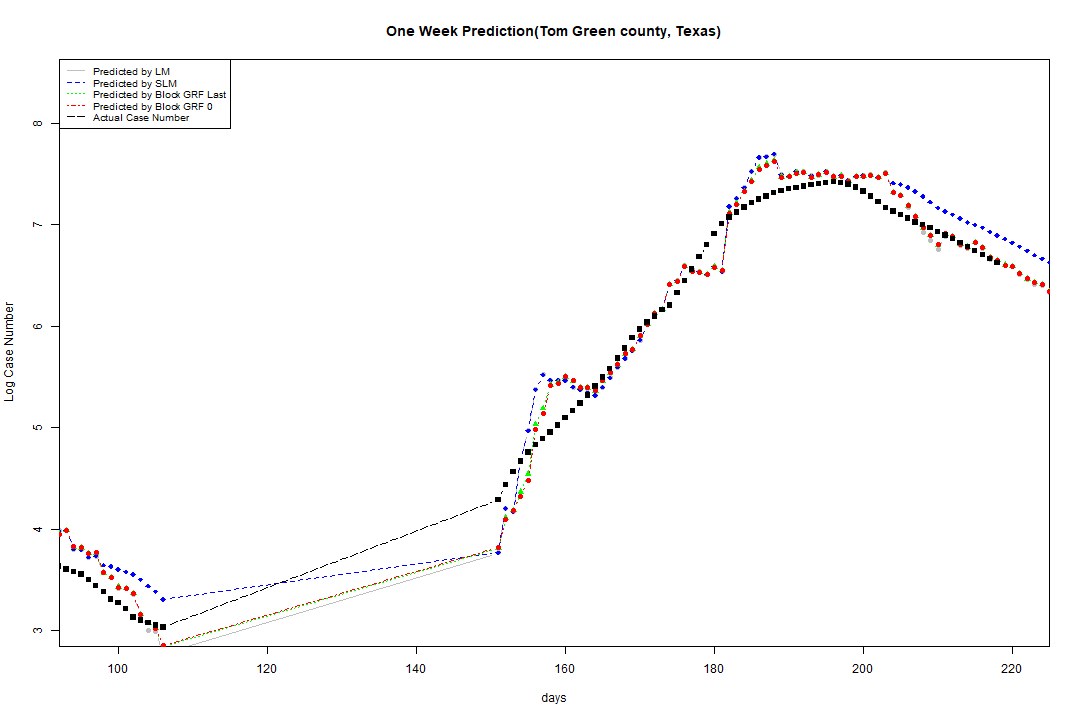 One Week Prediction(Tom Green county, Texas)
Predicted by LM
Predicted by SLM
Predicted by Block GRF Last
Predicted by Block GRF 0
Actual Case Number
8
7
6
5
4
3
Log Case Number
100 120 140 160 180 200 220
days